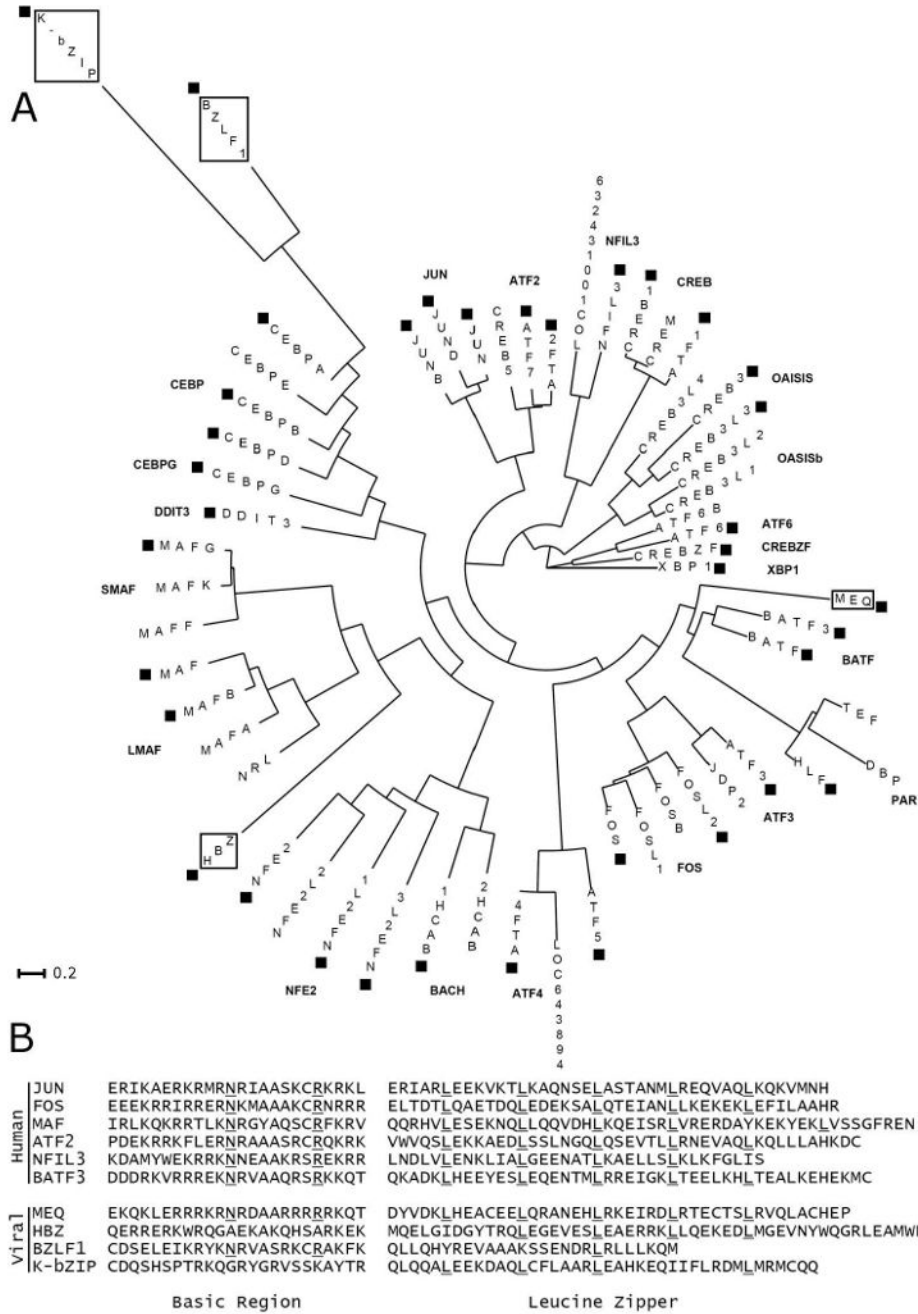 K-bZIP
A
BZLF1
LOC100134236
NFIL3
NFIL3
CREB
CREB1
CREM
ATF1
JUN
ATF2
JUNB
JUND
JUN
CREB5
ATF7
ATF2
CREB3L4
CREB3
OAISIS
CREB3L3
CREB3L2
OASISb
CREB3L1
ATF6B
ATF6
ATF6
CREBZF
CREBZF
XBP1
XBP1
CEBPA
CEBPE
CEBP
CEBPB
CEBPD
CEBPG
CEBPG
DDIT3
DDIT3
MAFG
SMAF
MAFK
MAFF
MAF
MAFB
LMAF
MAFA
NRL
HBZ
MEQ
BATF3
BATF
BATF
TEF
DBP
HLF
PAR
ATF3
JDP2
ATF3
FOSL2
FOSB
FOSL1
FOS
FOS
NFE2
NFE2L2
NFE2L1
NFE2L3
NFE2
BACH1
BACH2
BACH
ATF4
ATF4
LOC643894
ATF5
0.2
B
Human
JUN ERIKAERKRMRNRIAASKCRKRKL ERIARLEEKVKTLKAQNSELASTANMLREQVAQLKQKVMNH
FOS EEEKRRIRRERNKMAAAKCRNRRR ELTDTLQAETDQLEDEKSALQTEIANLLKEKEKLEFILAAHR
MAF IRLKQKRRTLKNRGYAQSCRFKRV QQRHVLESEKNQLLQQVDHLKQEISRLVRERDAYKEKYEKLVSSGFREN
ATF2 PDEKRRKFLERNRAAASRCRQKRK VWVQSLEKKAEDLSSLNGQLQSEVTLLRNEVAQLKQLLLAHKDC
NFIL3 KDAMYWEKRRKNNEAAKRSREKRR LNDLVLENKLIALGEENATLKAELLSLKLKFGLIS
BATF3 DDDRKVRRREKNRVAAQRSRKKQT QKADKLHEEYESLEQENTMLRREIGKLTEELKHLTEALKEHEKMC
Viral
MEQ EKQKLERRRKRNRDAARRRRRKQT DYVDKLHEACEELQRANEHLRKEIRDLRTECTSLRVQLACHEP
HBZ QERRERKWRQGAEKAKQHSARKEK MQELGIDGYTRQLEGEVESLEAERRKLLQEKEDLMGEVNYWQGRLEAMW
BZLF1 CDSELEIKRYKNRVASRKCRAKFK QLLQHYREVAAAKSSENDRLRLLLKQM
K-bZIP CDQSHSPTRKQGRYGRVSSKAYTR QLQQALEEKDAQLCFLAARLEAHKEQIIFLRDMLMRMCQQ
Basic Region Leucine Zipper